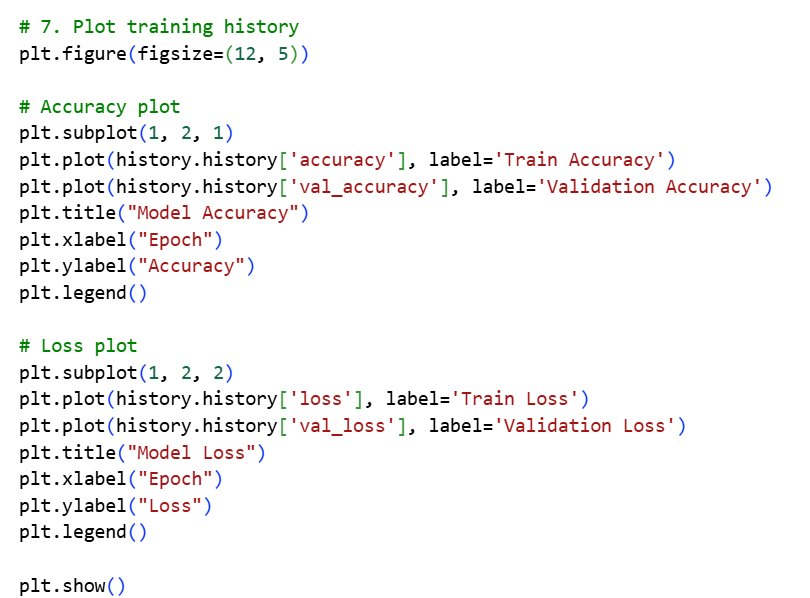 # 7. Plot training history
plt.figure(figsize=(12, 5))
# Accuracy plot
plt.subplot(1, 2, 1)
plt.plot(history.history['accuracy'], label='Train Accuracy')
plt.plot(history.history['val_accuracy'], label='Validation Accuracy')
plt.title("Model Accuracy")
plt.xlabel("Epoch")
plt.ylabel("Accuracy")
plt.legend()
# Loss plot
plt.subplot(1, 2, 2)
plt.plot(history.history['loss'], label='Train Loss')
plt.plot(history.history['val_loss'], label='Validation Loss')
plt.title("Model Loss")
plt.xlabel("Epoch")
plt.ylabel("Loss")
plt.legend()
plt.show()